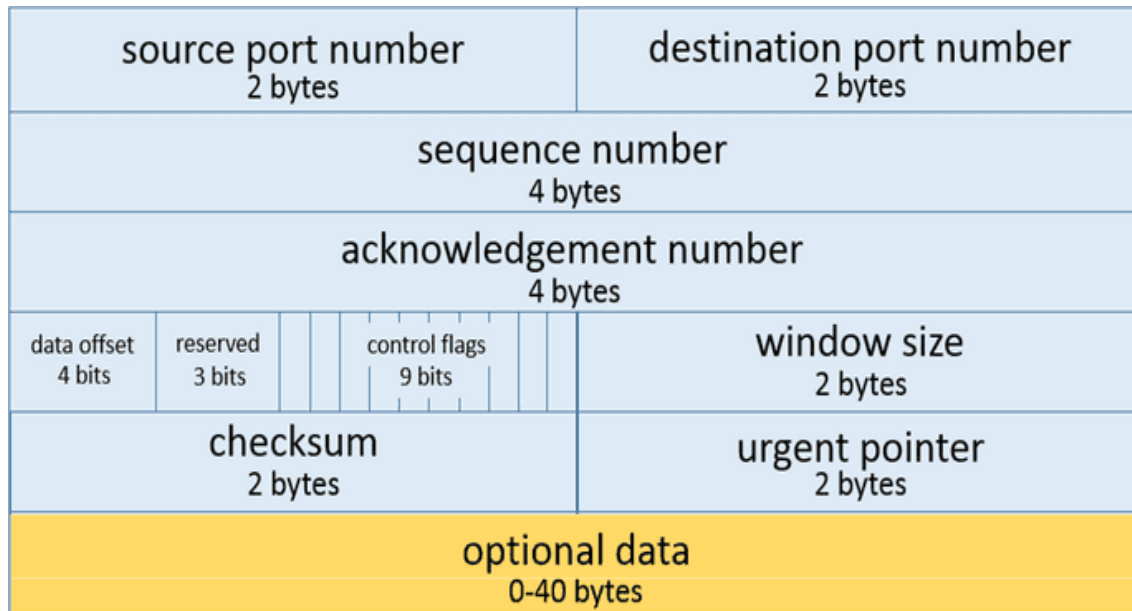 source port number
2 bytes
destination port number
2 bytes
sequence number
4 bytes
acknowledgement number
4 bytes
data offset
4 bits
reserved
3 bits
control flags
9 bits
window size
2 bytes
checksum
2 bytes
urgent pointer
2 bytes
optional data
0-40 bytes